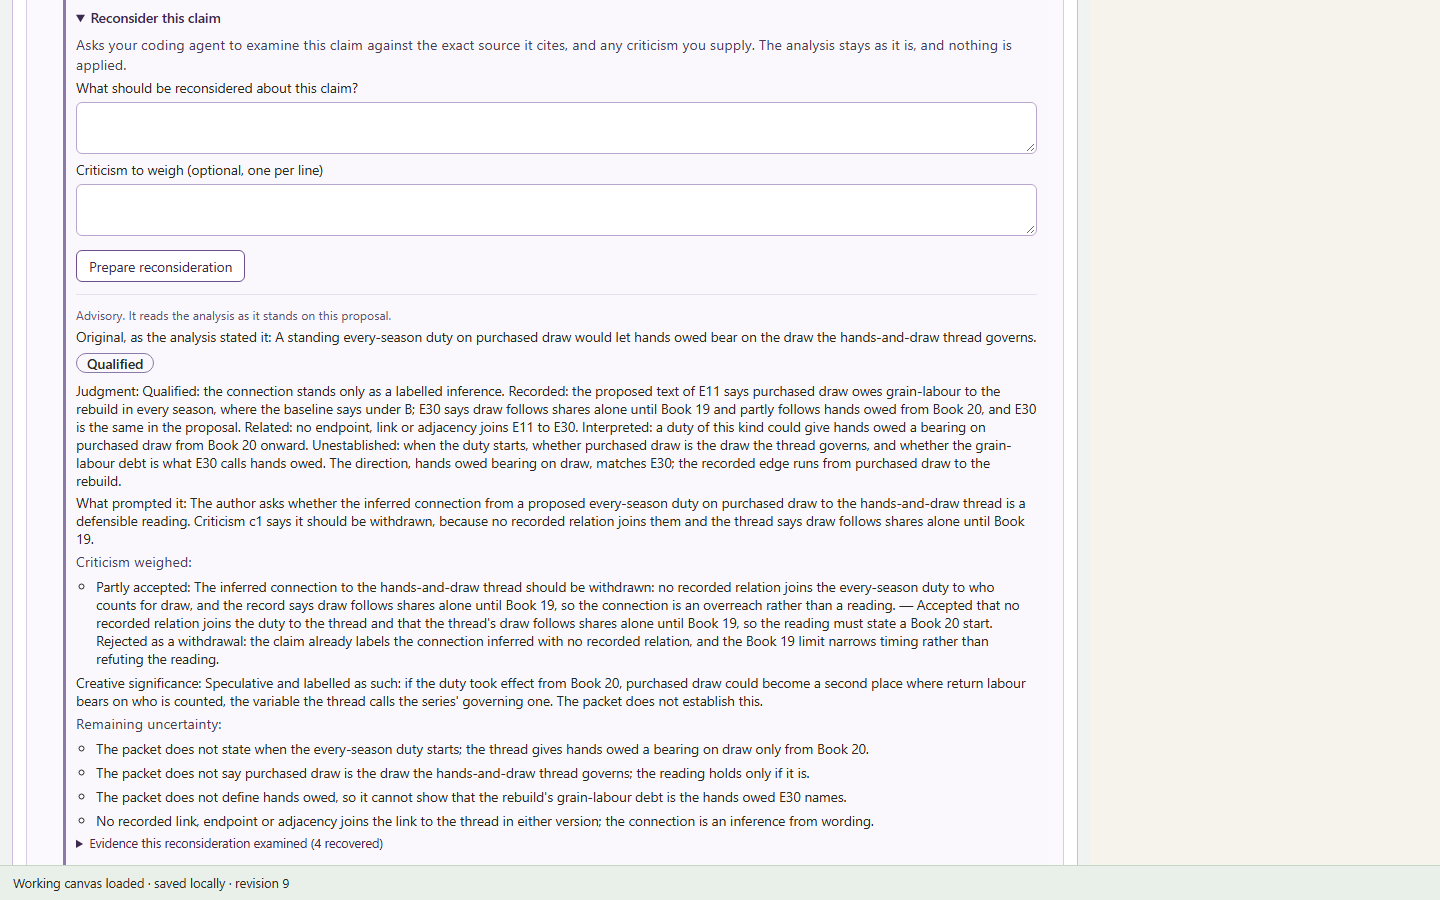 ▼ Reconsider this claim
Asks your coding agent to examine this claim against the exact source it cites, and any criticism you supply. The analysis stays as it is, and nothing is
applied.
What should be reconsidered about this claim?
Criticism to weigh (optional, one per line)
Prepare reconsideration
Advisory. It reads the analysis as it stands on this proposal.
Original, as the analysis stated it: A standing every-season duty on purchased draw would let hands owed bear on the draw the hands-and-draw thread governs.
Qualified
Judgment: Qualified: the connection stands only as a labelled inference. Recorded: the proposed text of E11 says purchased draw owes grain-labour to the
rebuild in every season, where the baseline says under B; E30 says draw follows shares alone until Book 19 and partly follows hands owed from Book 20, and E30
is the same in the proposal. Related: no endpoint, link or adjacency joins E11 to E30. Interpreted: a duty of this kind could give hands owed a bearing on
purchased draw from Book 20 onward. Unestablished: when the duty starts, whether purchased draw is the draw the thread governs, and whether the grain-
labour debt is what E30 calls hands owed. The direction, hands owed bearing on draw, matches E30; the recorded edge runs from purchased draw to the
rebuild.
What prompted it: The author asks whether the inferred connection from a proposed every-season duty on purchased draw to the hands-and-draw thread is a
defensible reading. Criticism c1 says it should be withdrawn, because no recorded relation joins them and the thread says draw follows shares alone until Book
19.
Criticism weighed:
◦ Partly accepted: The inferred connection to the hands-and-draw thread should be withdrawn: no recorded relation joins the every-season duty to who
counts for draw, and the record says draw follows shares alone until Book 19, so the connection is an overreach rather than a reading. — Accepted that no
recorded relation joins the duty to the thread and that the thread's draw follows shares alone until Book 19, so the reading must state a Book 20 start.
Rejected as a withdrawal: the claim already labels the connection inferred with no recorded relation, and the Book 19 limit narrows timing rather than
refuting the reading.
Creative significance: Speculative and labelled as such: if the duty took effect from Book 20, purchased draw could become a second place where return labour
bears on who is counted, the variable the thread calls the series' governing one. The packet does not establish this.
Remaining uncertainty:
◦ The packet does not state when the every-season duty starts; the thread gives hands owed a bearing on draw only from Book 20.
◦ The packet does not say purchased draw is the draw the hands-and-draw thread governs; the reading holds only if it is.
◦ The packet does not define hands owed, so it cannot show that the rebuild's grain-labour debt is the hands owed E30 names.
◦ No recorded link, endpoint or adjacency joins the link to the thread in either version; the connection is an inference from wording.
▶ Evidence this reconsideration examined (4 recovered)
Working canvas loaded · saved locally · revision 9